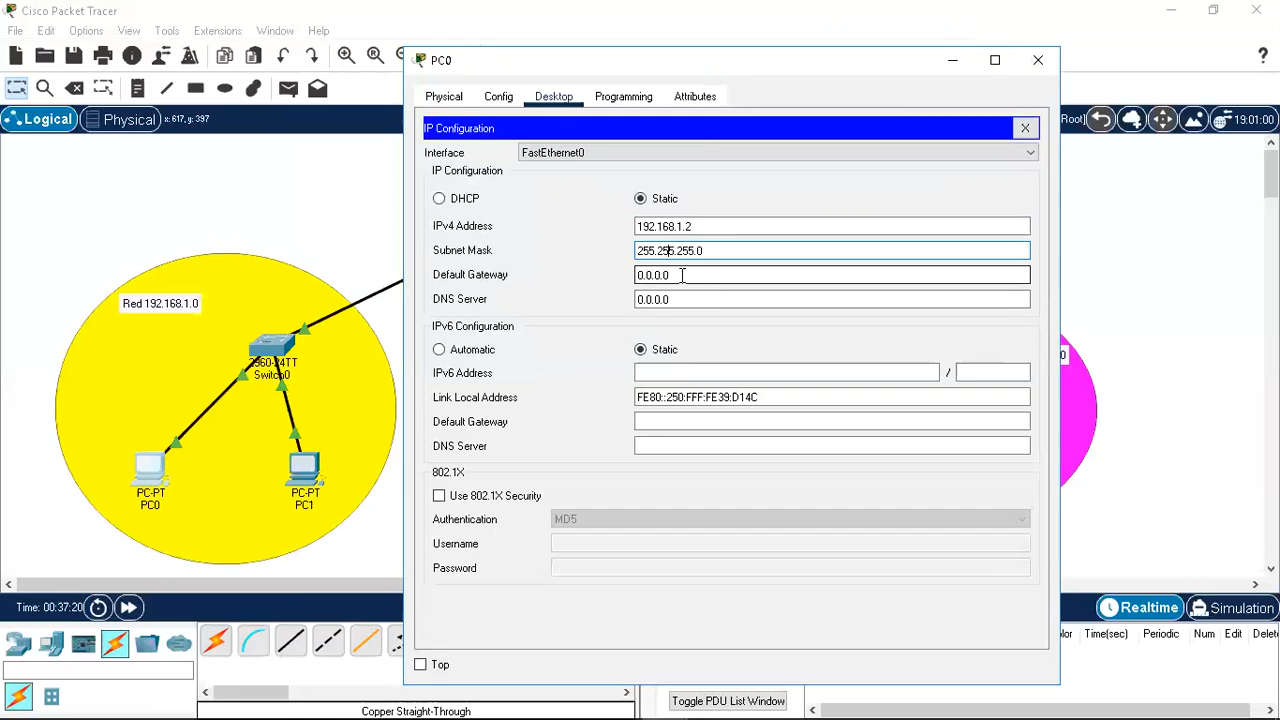 Cisco Packet Tracer
File Edit Options View Tools Extensions Window Help
Logical Physical x: 617, y: 397
Root) 19:01:00
PC0
Physical Config Desktop Programming Attributes
IP Configuration X
Interface FastEthernet0
IP Configuration
DHCP Static
IPv4 Address 192.168.1.2
Subnet Mask 255.255.255.0
Default Gateway 0.0.0.0
DNS Server 0.0.0.0
IPv6 Configuration
Automatic Static
IPv6 Address /
Link Local Address FE80::250:FFF:FE39:D14C
Default Gateway
DNS Server
802.1X
Use 802.1X Security
Authentication MD5
Username
Password
Top
Red 192.168.1.0
2960-24TT
Switch0
PC-PT
PC0
PC-PT
PC1
0
Time: 00:37:20
Realtime Simulation
Time(sec) Periodic Num Edit
Toggle PDU List Window
Copper Straight-Through